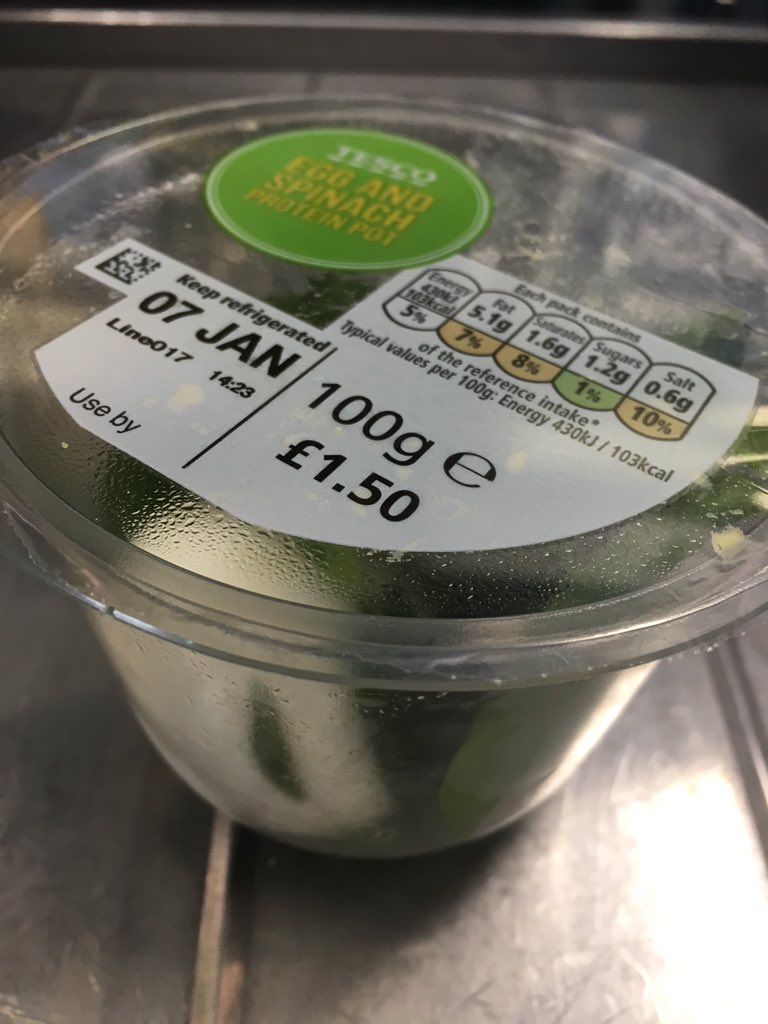 TESCO
EGG AND
SPINACH
PROTEIN POT
Keep refrigerated
07 JAN
Line017 14:23
Use by
100g e
£1.50
Each pack contains
Energy
430kJ
103kcal
5%
Fat
5.1g
7%
Saturates
1.6g
8%
Sugars
1.2g
1%
Salt
0.6g
10%
of the reference intake*
Typical values per 100g: Energy 430kJ / 103kcal